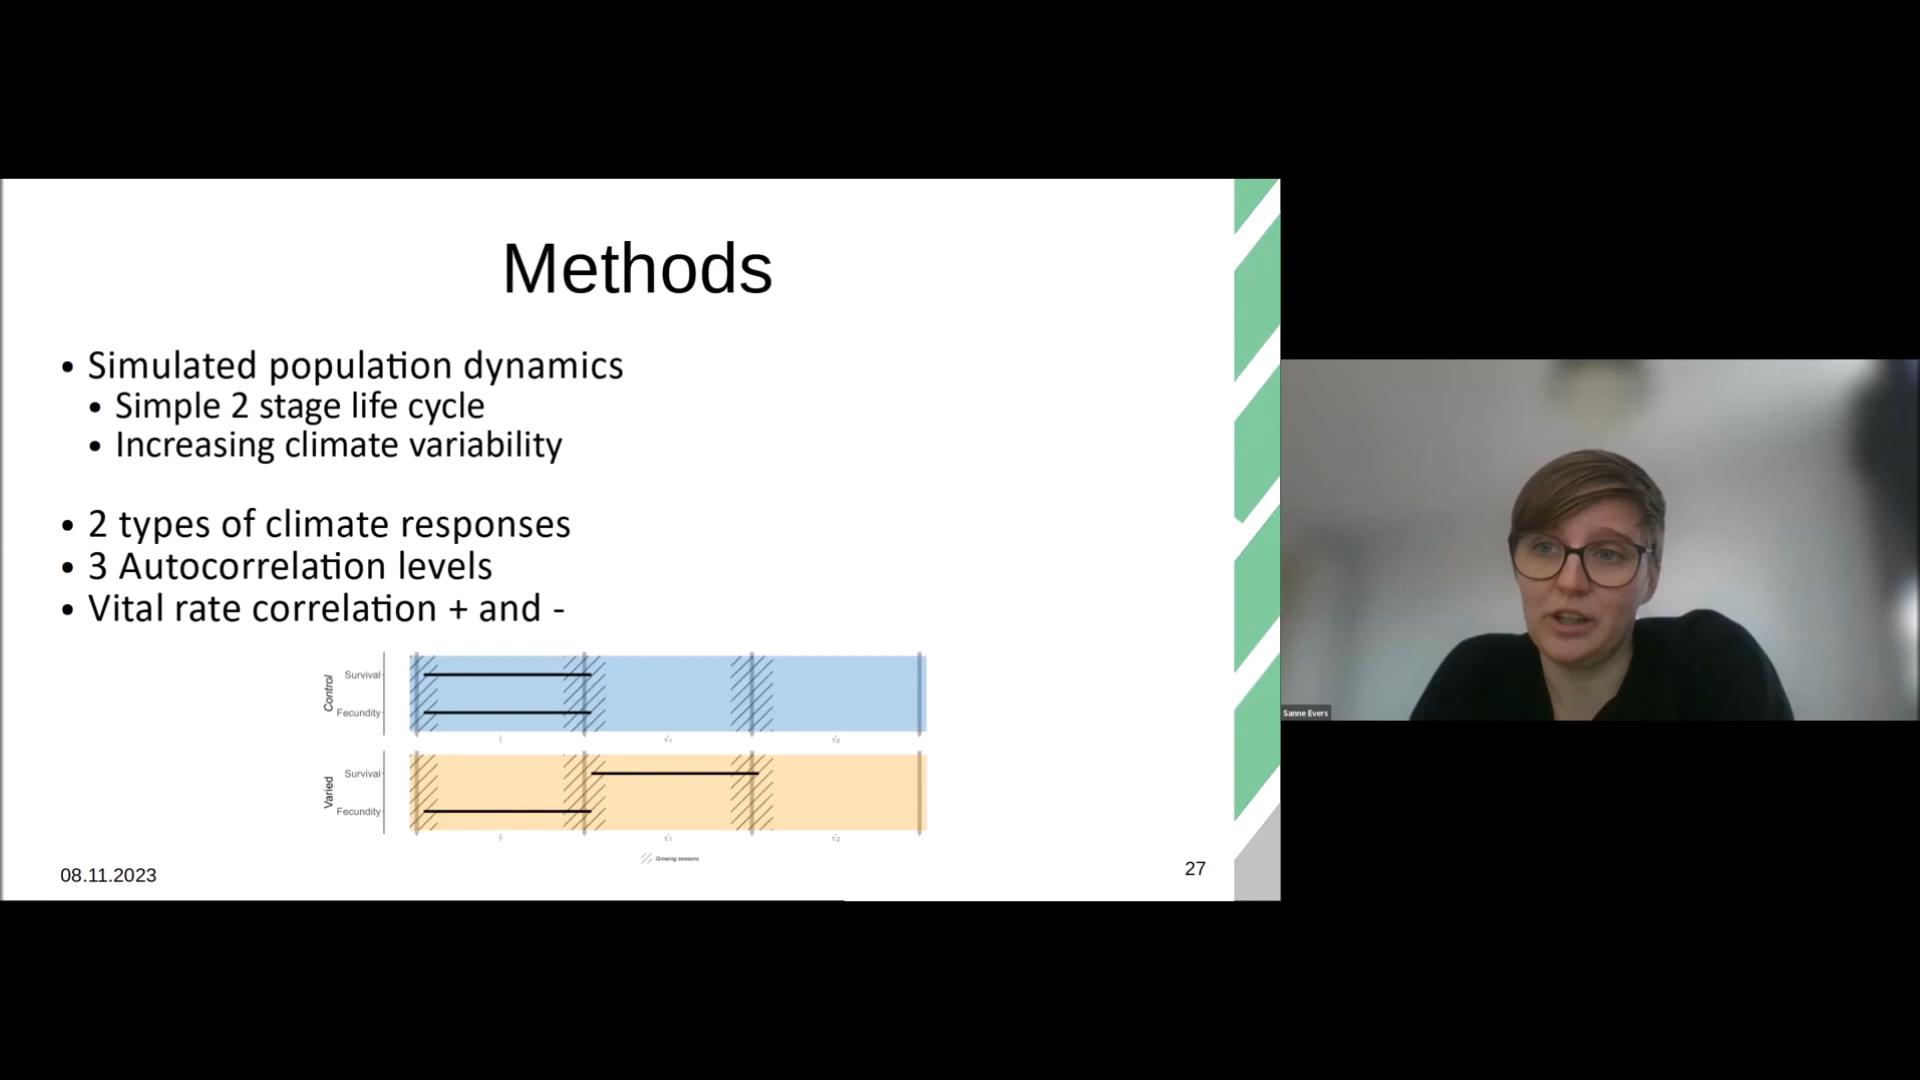 Methods
• Simulated population dynamics
• Simple 2 stage life cycle
• Increasing climate variability
• 2 types of climate responses
• 3 Autocorrelation levels
• Vital rate correlation + and -
Control
Survival
Fecundity
Varied
Survival
Fecundity
Growing seasons
08.11.2023
27
Sanne Evers